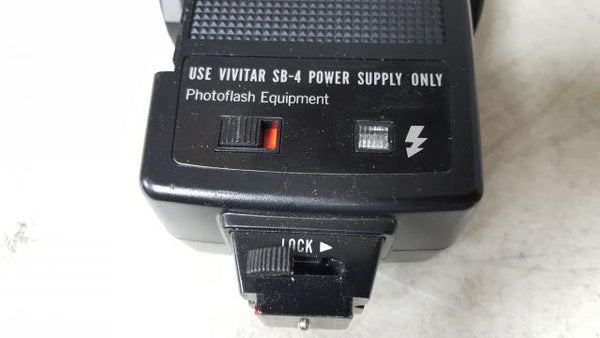 USE VIVITAR SB-4 POWER SUPPLY ONLY
Photoflash Equipment
LOCK ►